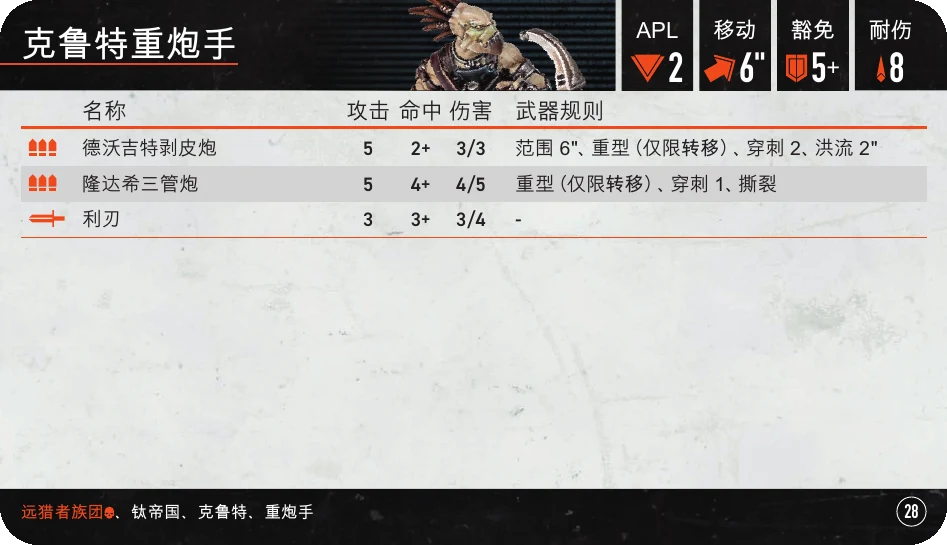 克鲁特重炮手
APL 移动 豁免 耐伤
2 6" 5+ 8
名称 攻击 命中 伤害 武器规则
德沃吉特剥皮炮 5 2+ 3/3 范围 6"、重型 (仅限转移) 、穿刺 2、洪流 2"
隆达希三管炮 5 4+ 4/5 重型 (仅限转移) 、穿刺 1、撕裂
利刃 3 3+ 3/4 -
远猎者族团、钛帝国、克鲁特、重炮手
28